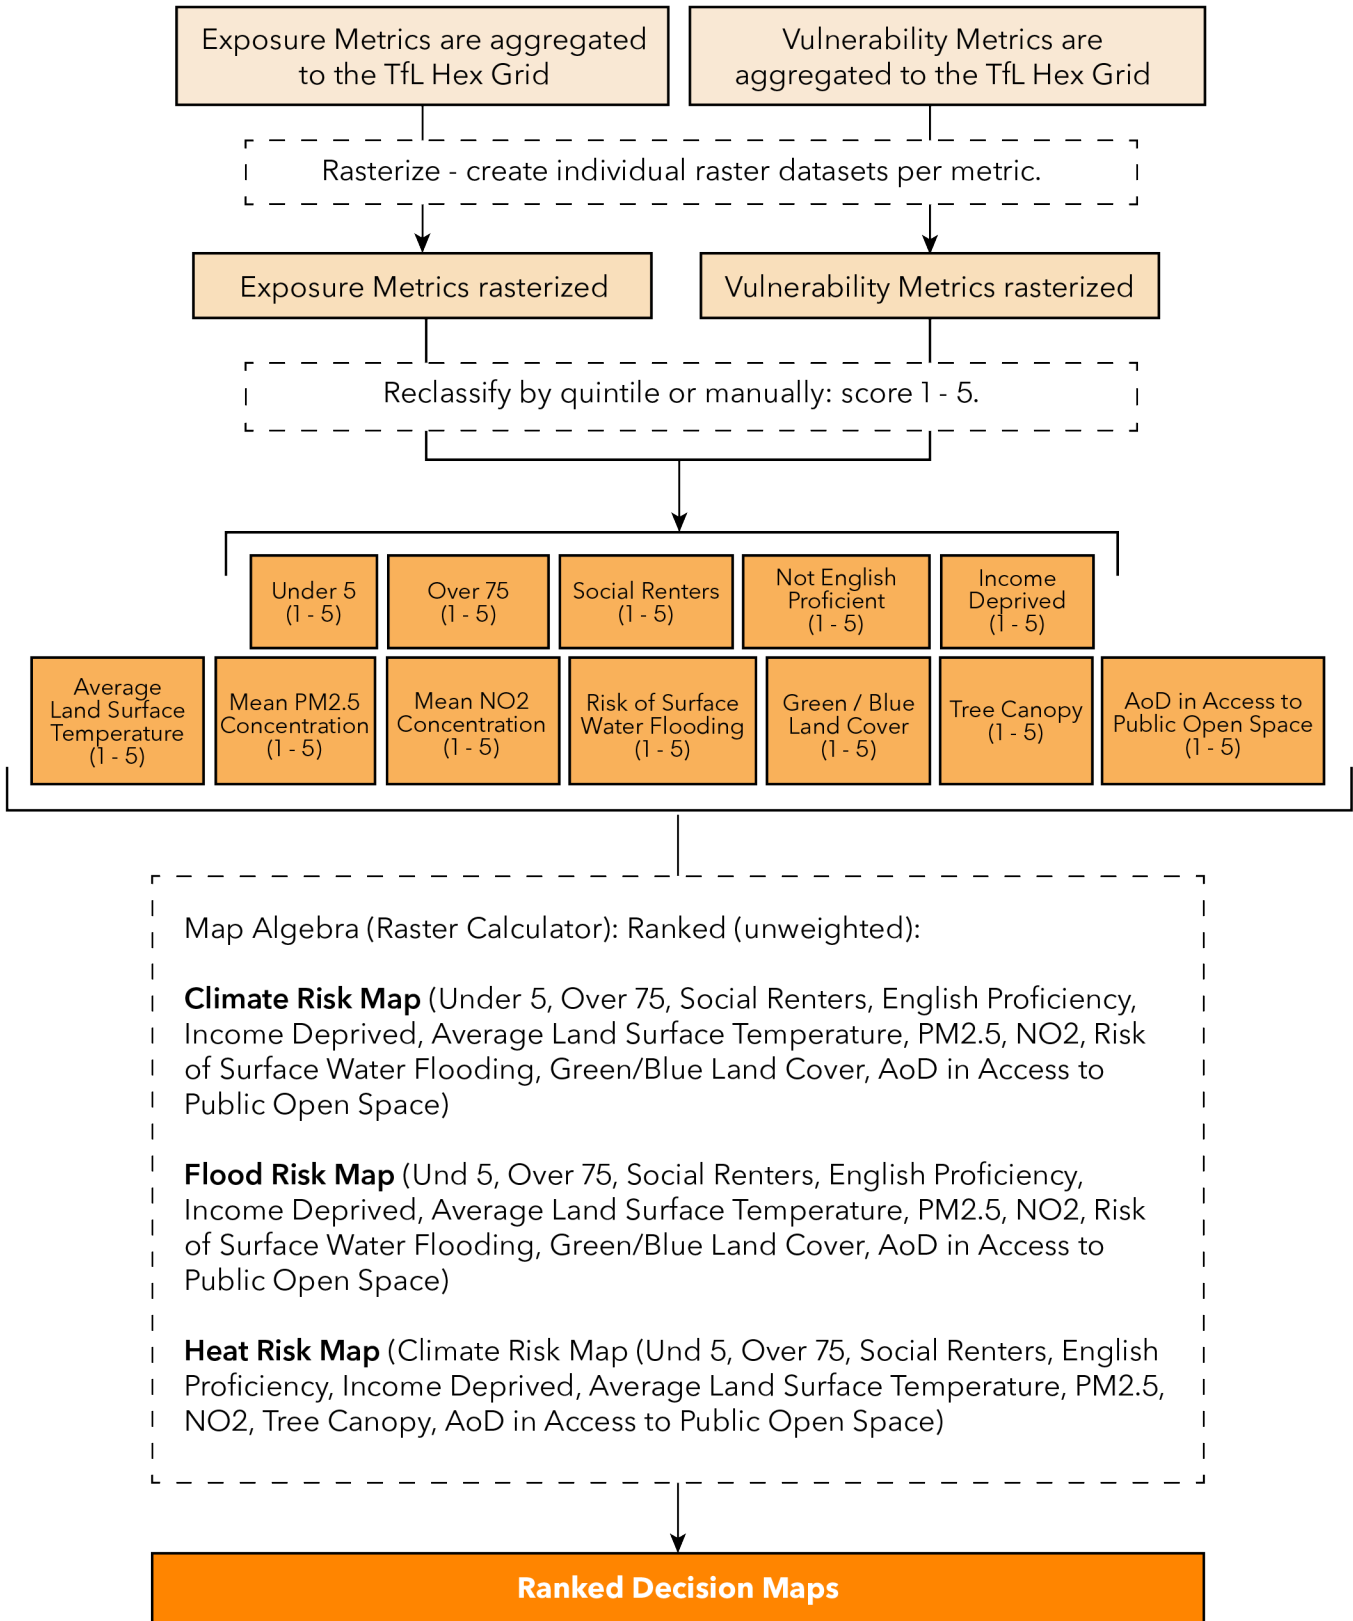 Exposure Metrics are aggregated
to the TfL Hex Grid
Vulnerability Metrics are
aggregated to the TfL Hex Grid
Rasterize - create individual raster datasets per metric.
Exposure Metrics rasterized
Vulnerability Metrics rasterized
Reclassify by quintile or manually: score 1 - 5.
Under 5
(1 - 5)
Over 75
(1 - 5)
Social Renters
(1 - 5)
Not English
Proficient
(1 - 5)
Income
Deprived
(1 - 5)
Average
Land Surface
Temperature
(1 - 5)
Mean PM2.5
Concentration
(1 - 5)
Mean NO2
Concentration
(1 - 5)
Risk of Surface
Water Flooding
(1 - 5)
Green / Blue
Land Cover
(1 - 5)
Tree Canopy
(1 - 5)
AoD in Access to
Public Open Space
(1 - 5)
Map Algebra (Raster Calculator): Ranked (unweighted):
Climate Risk Map (Under 5, Over 75, Social Renters, English Proficiency,
Income Deprived, Average Land Surface Temperature, PM2.5, NO2, Risk
of Surface Water Flooding, Green/Blue Land Cover, AoD in Access to
Public Open Space)
Flood Risk Map (Und 5, Over 75, Social Renters, English Proficiency,
Income Deprived, Average Land Surface Temperature, PM2.5, NO2, Risk
of Surface Water Flooding, Green/Blue Land Cover, AoD in Access to
Public Open Space)
Heat Risk Map (Climate Risk Map (Und 5, Over 75, Social Renters, English
Proficiency, Income Deprived, Average Land Surface Temperature, PM2.5,
NO2, Tree Canopy, AoD in Access to Public Open Space)
Ranked Decision Maps